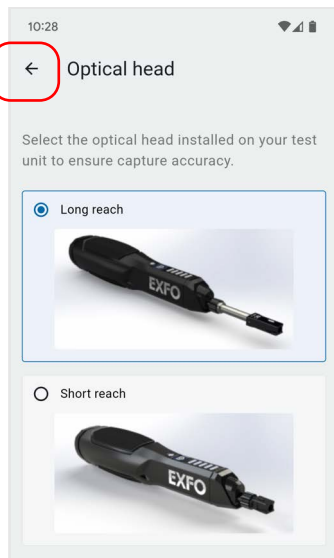 10:28
Optical head
Select the optical head installed on your test
unit to ensure capture accuracy.
Long reach
EXFO
Short reach
EXFO